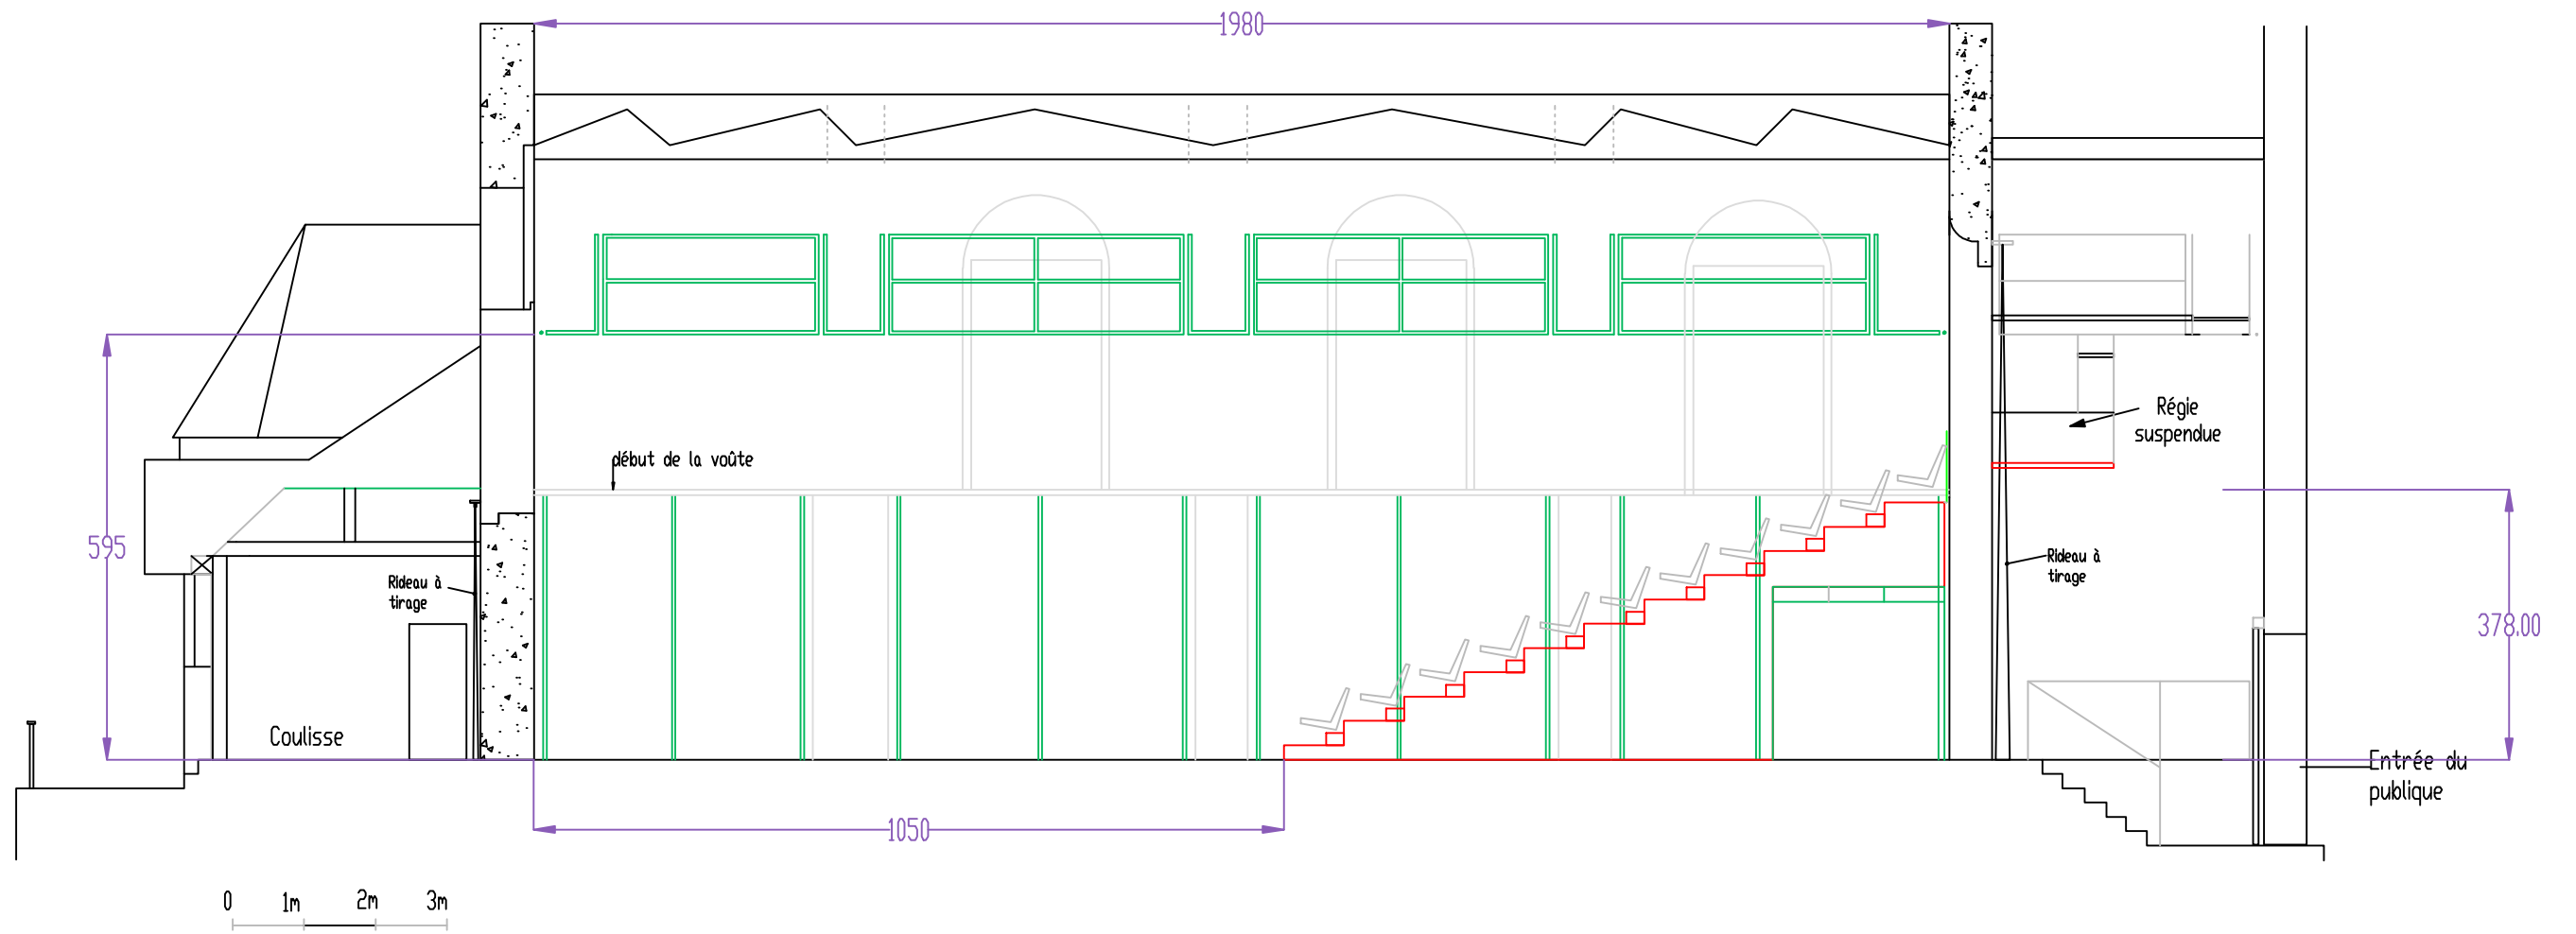 1980
Régie
suspendue
début de la voûte
595
Rideau à
tirage
Rideau à
tirage
378.00
Coulisse
Entrée du
publique
1050
0 1m 2m 3m